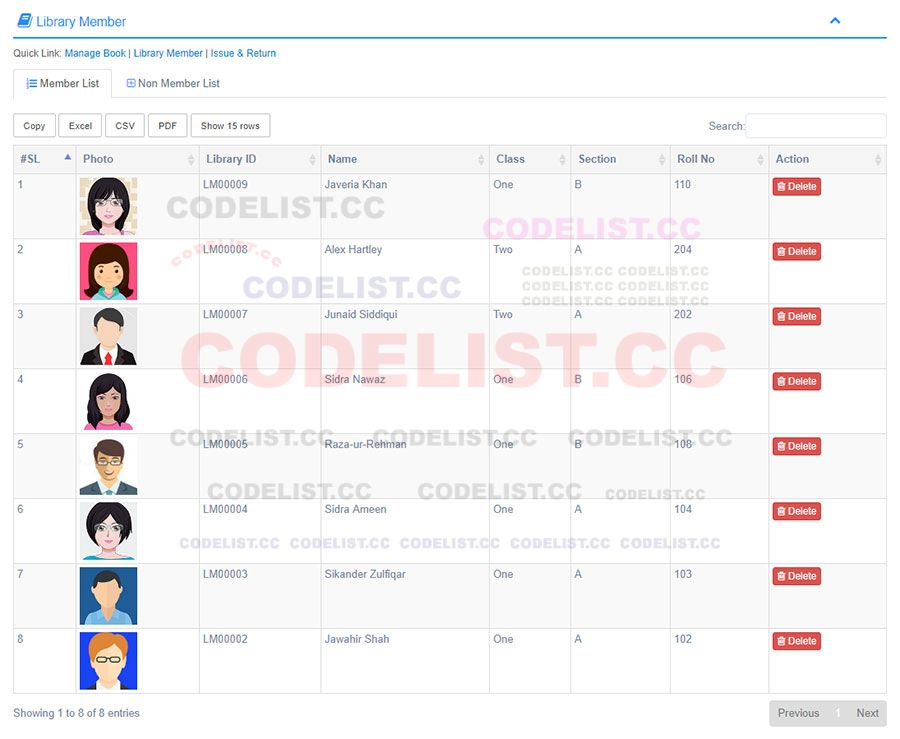 Library Member
Quick Link: Manage Book | Library Member | Issue & Return
Member List Non Member List
Copy Excel CSV PDF Show 15 rows Search:
#SL Photo Library ID Name Class Section Roll No Action
1 LM00009 Javeria Khan One B 110 Delete
CODELIST.CC
CODELIST.CC
2 LM00008 Alex Hartley Two A 204 Delete
CODELIST.CC
CODELIST.CC CODELIST.CC
CODELIST.CC
CODELIST.CC CODELIST.CC
CODELIST.CC CODELIST.CC
3 LM00007 Junaid Siddiqui Two A 202 Delete
CODELIST.CC
4 LM00006 Sidra Nawaz One B 106 Delete
CODELIST.CC CODELIST.CC CODELIST.CC
5 LM00005 Raza-ur-Rehman One B 108 Delete
CODELIST.CC CODELIST.CC CODELIST.CC
6 LM00004 Sidra Ameen One A 104 Delete
CODELIST.CC CODELIST.CC CODELIST.CC CODELIST.CC CODELIST.CC
7 LM00003 Sikander Zulfiqar One A 103 Delete
8 LM00002 Jawahir Shah One A 102 Delete
Showing 1 to 8 of 8 entries Previous 1 Next